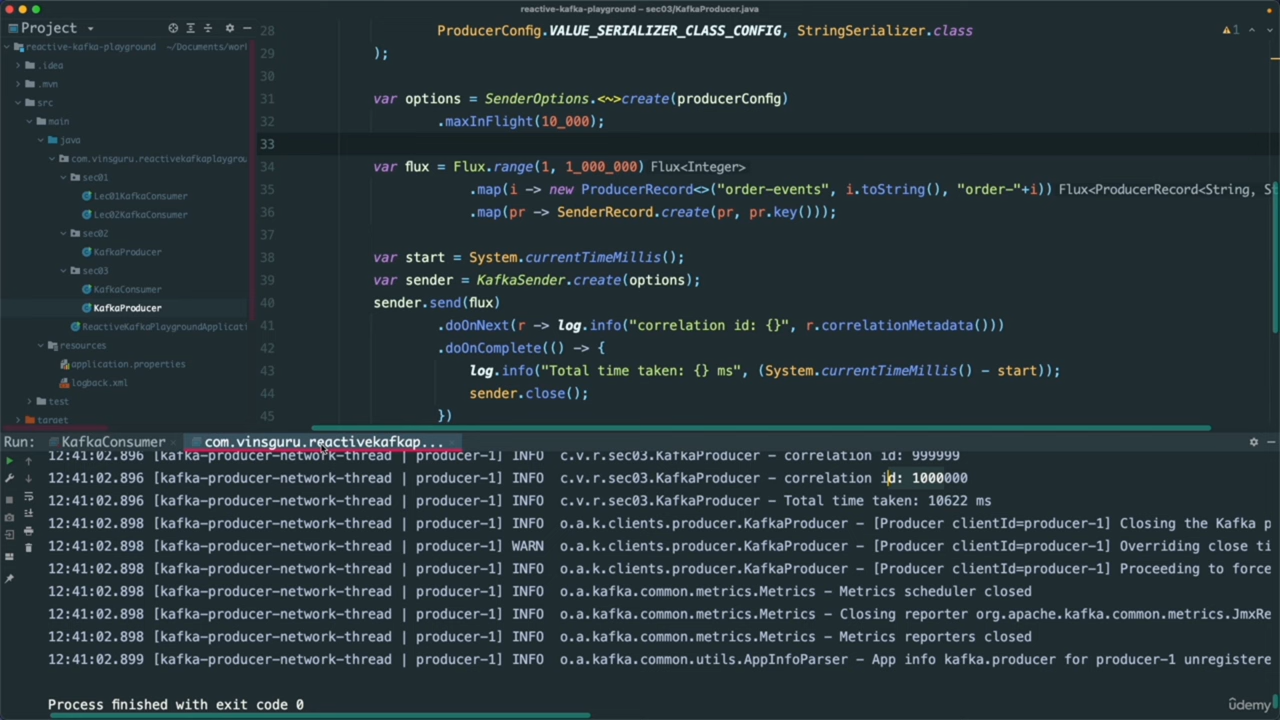 reactive-kafka-playground – sec03/KafkaProducer.java
Project
reactive-kafka-playground ~/Documents/wor
.idea
.mvn
src
main
java
com.vinsguru.reactivekafkaplaygrou
sec01
Lec01KafkaConsumer
Lec02KafkaConsumer
sec02
KafkaProducer
sec03
KafkaConsumer
KafkaProducer
ReactiveKafkaPlaygroundApplicati
resources
application.properties
logback.xml
test
target
28 ProducerConfig.VALUE_SERIALIZER_CLASS_CONFIG, StringSerializer.class
29 );
30
31 var options = SenderOptions.<~>create(producerConfig)
32 .maxInFlight(10_000);
33
34 var flux = Flux.range(1, 1_000_000) Flux<Integer>
35 .map(i -> new ProducerRecord<>("order-events", i.toString(), "order-"+i)) Flux<ProducerRecord<String, S
36 .map(pr -> SenderRecord.create(pr, pr.key()));
37
38 var start = System.currentTimeMillis();
39 var sender = KafkaSender.create(options);
40 sender.send(flux)
41 .doOnNext(r -> log.info("correlation id: {}", r.correlationMetadata()))
42 .doOnComplete(() -> {
43 log.info("Total time taken: {} ms", (System.currentTimeMillis() - start));
44 sender.close();
45 })
1
Run: KafkaConsumer com.vinsguru.reactivekafkap...
12:41:02.896 [kafka-producer-network-thread | producer-1] INFO c.v.r.sec03.KafkaProducer - correlation id: 999999
12:41:02.896 [kafka-producer-network-thread | producer-1] INFO c.v.r.sec03.KafkaProducer - correlation id: 1000000
12:41:02.896 [kafka-producer-network-thread | producer-1] INFO c.v.r.sec03.KafkaProducer - Total time taken: 10622 ms
12:41:02.898 [kafka-producer-network-thread | producer-1] INFO o.a.k.clients.producer.KafkaProducer - [Producer clientId=producer-1] Closing the Kafka p
12:41:02.898 [kafka-producer-network-thread | producer-1] WARN o.a.k.clients.producer.KafkaProducer - [Producer clientId=producer-1] Overriding close ti
12:41:02.898 [kafka-producer-network-thread | producer-1] INFO o.a.k.clients.producer.KafkaProducer - [Producer clientId=producer-1] Proceeding to force
12:41:02.898 [kafka-producer-network-thread | producer-1] INFO o.a.kafka.common.metrics.Metrics - Metrics scheduler closed
12:41:02.898 [kafka-producer-network-thread | producer-1] INFO o.a.kafka.common.metrics.Metrics - Closing reporter org.apache.kafka.common.metrics.JmxRe
12:41:02.898 [kafka-producer-network-thread | producer-1] INFO o.a.kafka.common.metrics.Metrics - Metrics reporters closed
12:41:02.899 [kafka-producer-network-thread | producer-1] INFO o.a.kafka.common.utils.AppInfoParser - App info kafka.producer for producer-1 unregistere
Process finished with exit code 0
ûdemy